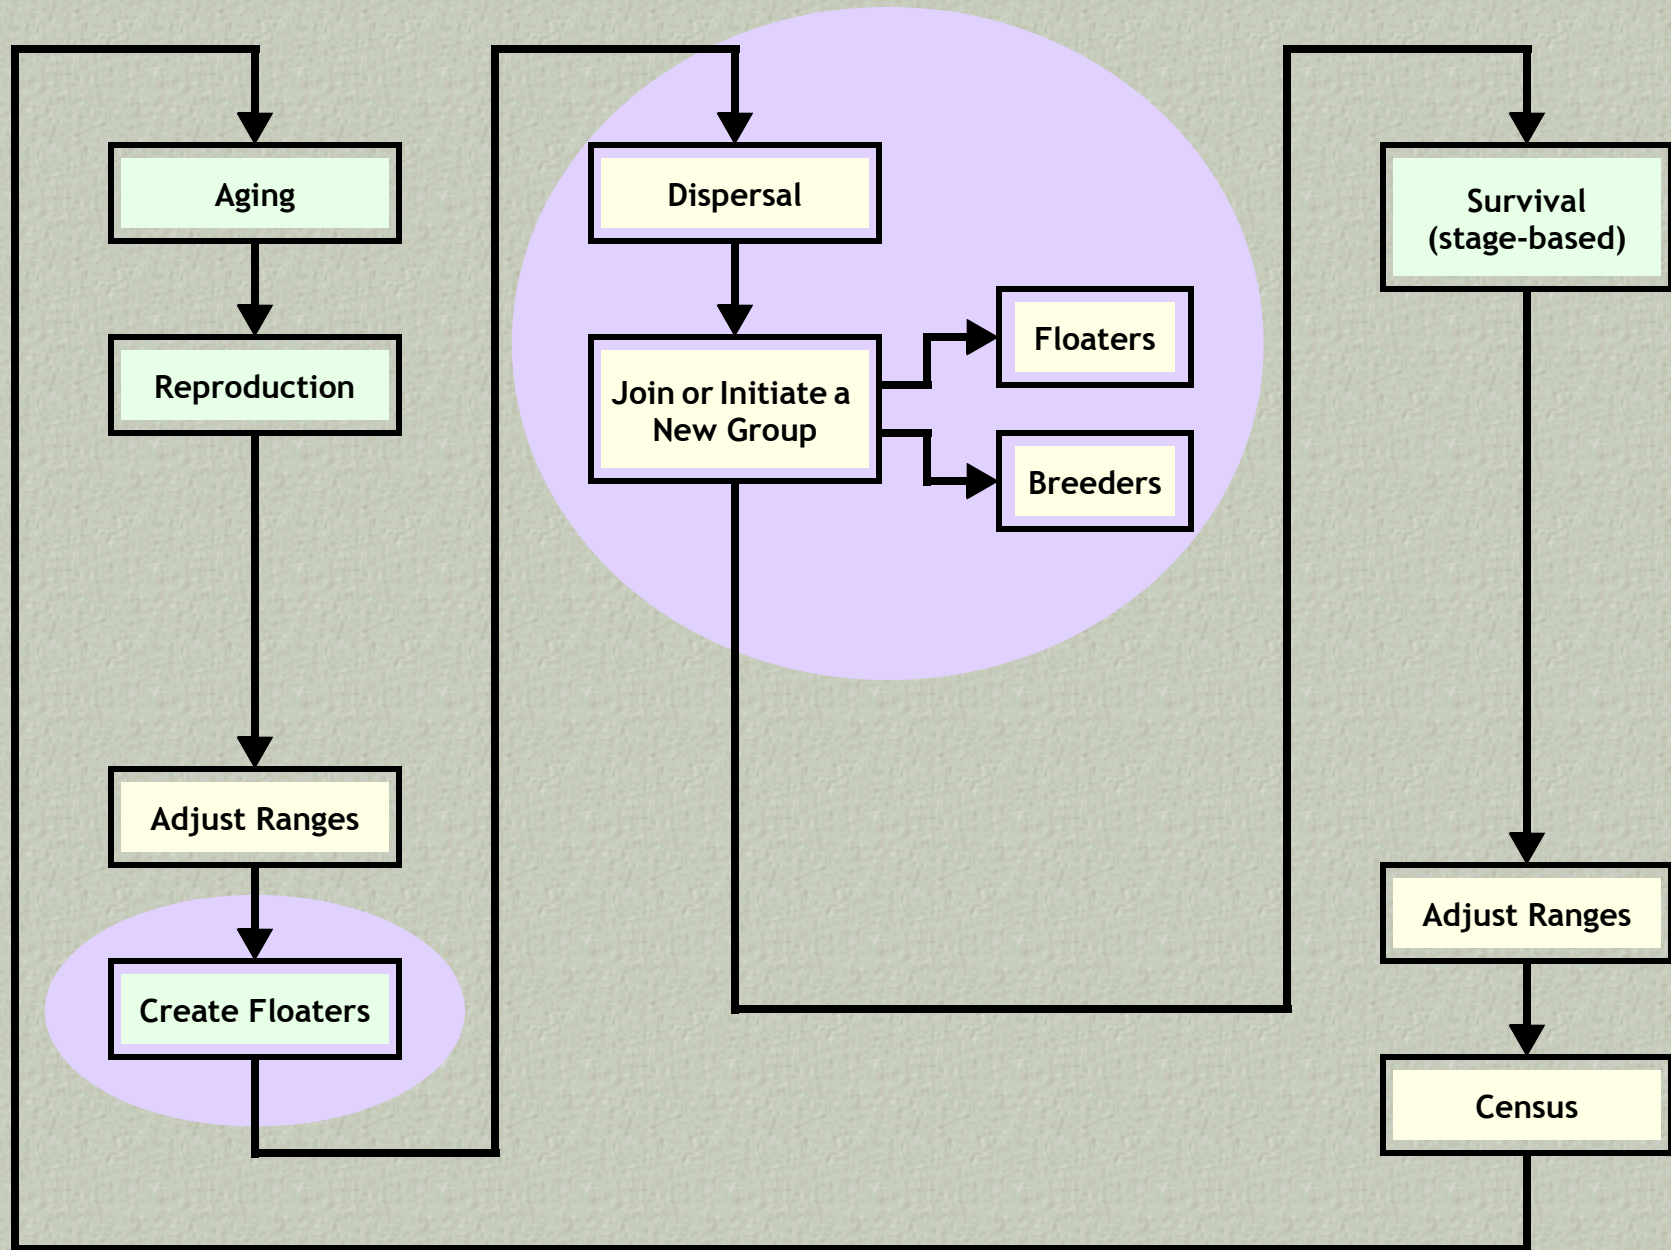 Aging
Reproduction
Adjust Ranges
Create Floaters
Dispersal
Join or Initiate a
New Group
Floaters
Breeders
Survival
(stage-based)
Adjust Ranges
Census